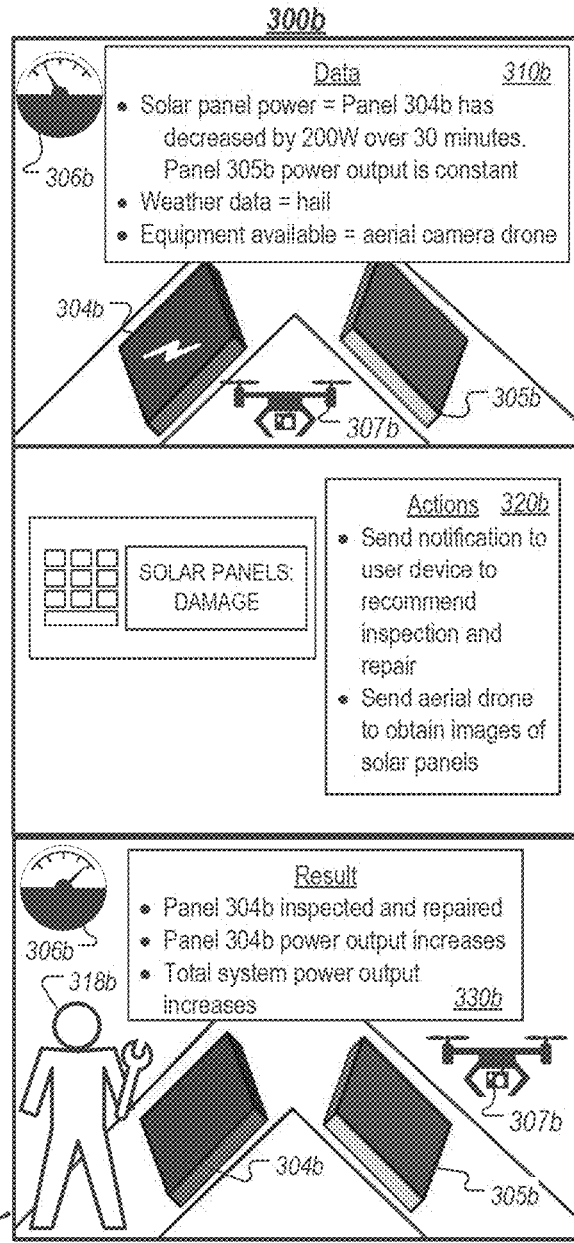 300b
Data 310b
• Solar panel power = Panel 304b has
decreased by 200W over 30 minutes.
Panel 305b power output is constant
• Weather data = hail
• Equipment available = aerial camera drone
306b
304b
305b
307b
Actions 320b
• Send notification to
user device to
recommend
inspection and
repair
• Send aerial drone
to obtain images of
solar panels
SOLAR PANELS:
DAMAGE
Result
• Panel 304b inspected and repaired
• Panel 304b power output increases
• Total system power output
increases
330b
306b
318b
307b
304b
305b